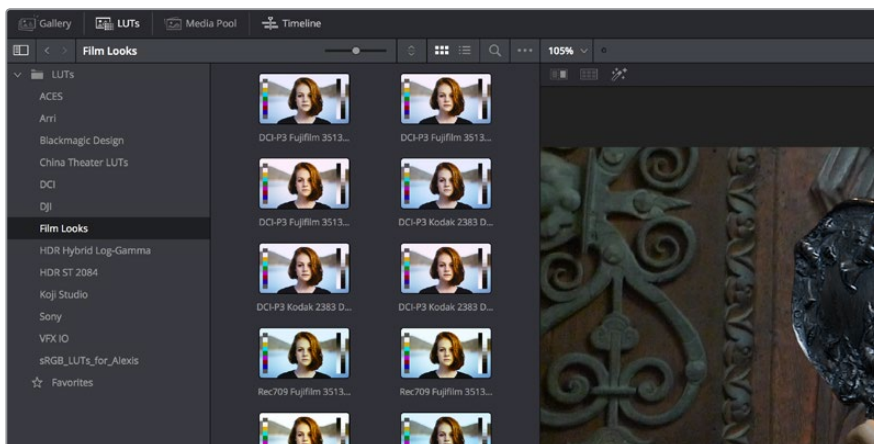 Gallery LUTs Media Pool Timeline
Film Looks 105%
LUTs
ACES
Arri
Blackmagic Design
China Theater LUTs
DCI
DJI
Film Looks
HDR Hybrid Log-Gamma
HDR ST 2084
Koji Studio
Sony
VFX IO
sRGB_LUTs_for_Alexis
Favorites
DCI-P3 Fujifilm 3513... DCI-P3 Fujifilm 3513...
DCI-P3 Fujifilm 3513... DCI-P3 Kodak 2383 D...
DCI-P3 Kodak 2383 D... DCI-P3 Kodak 2383 D...
Rec709 Fujifilm 3513... Rec709 Fujifilm 3513...